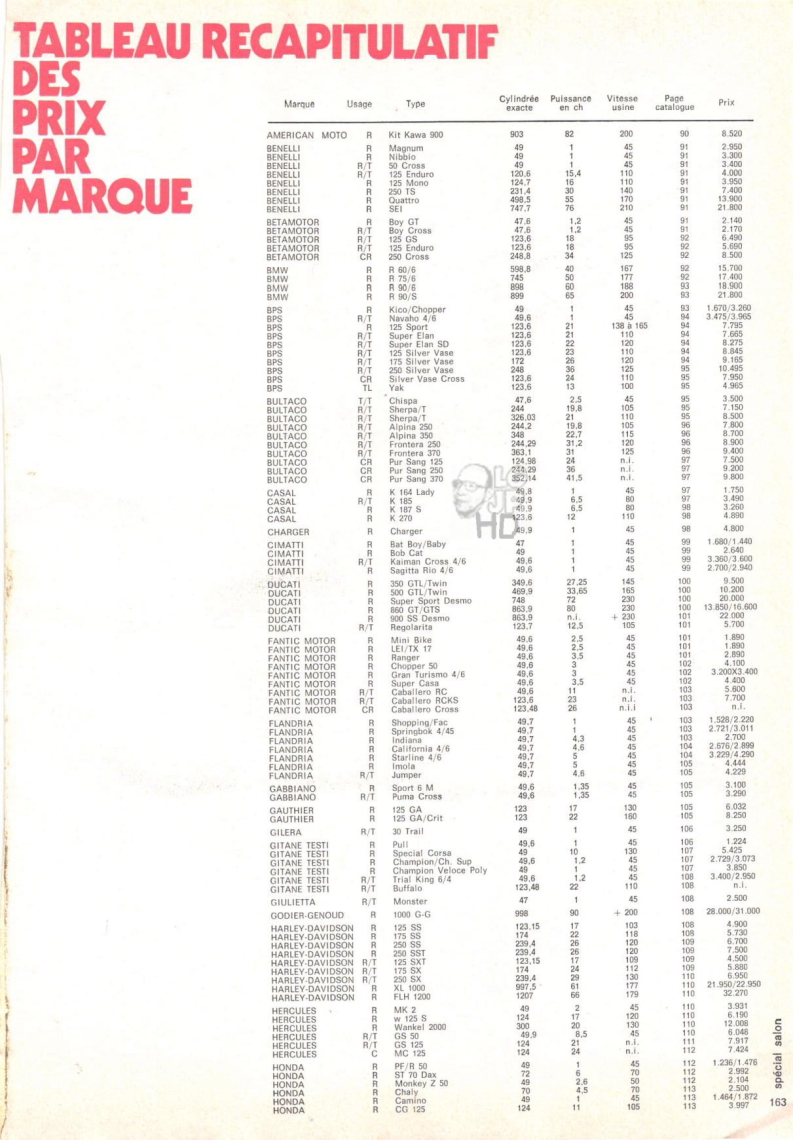 TABLEAU RECAPITULATIF
DES
PRIX
PAR
MARQUE
Marque Usage Type Cylindrée exacte Puissance en ch Vitesse usine Page catalogue Prix
AMERICAN MOTO R Kit Kawa 900 903 82 200 90 8.520
BENELLI R Magnum 49 1 45 91 2.950
BENELLI R Nibbio 49 1 45 91 3.300
BENELLI R/T 50 Cross 49 1 45 91 3.400
BENELLI R/T 125 Enduro 120,6 15,4 110 91 4.000
BENELLI R 125 Mono 124,7 16 110 91 3.950
BENELLI R 250 TS 231,4 30 140 91 7.400
BENELLI R Quattro 498,5 55 170 91 13.900
BENELLI R SEI 747,7 76 210 91 21.800
BETAMOTOR R Boy GT 47,6 1,2 45 91 2.140
BETAMOTOR R/T Boy Cross 47,6 1,2 45 91 2.170
BETAMOTOR R/T 125 GS 123,6 18 95 92 6.490
BETAMOTOR R/T 125 Enduro 123,6 18 95 92 5.690
BETAMOTOR CR 250 Cross 248,8 34 125 92 8.500
BMW R R 60/6 598,8 40 167 92 15.700
BMW R R 75/6 745 50 177 92 17.400
BMW R R 90/6 898 60 188 93 18.900
BMW R R 90/S 899 65 200 93 21.800
BPS R Kico/Chopper 49 1 45 93 1.670/3.260
BPS R/T Navaho 4/6 49,6 1 45 94 3.475/3.965
BPS R 125 Sport 123,6 21 138 à 165 94 7.795
BPS R/T Super Elan 123,6 21 110 94 7.665
BPS R/T Super Elan SD 123,6 22 120 94 8.275
BPS R/T 125 Silver Vase 123,6 23 110 94 8.845
BPS R/T 175 Silver Vase 172 26 120 94 9.165
BPS R/T 250 Silver Vase 248 36 125 95 10.495
BPS CR Silver Vase Cross 123,6 24 110 95 7.950
BPS TL Yak 123,6 13 100 95 4.965
BULTACO T/T Chispa 47,6 2,5 45 95 3.500
BULTACO R/T Sherpa/T 244 19,8 105 95 7.150
BULTACO R/T Sherpa/T 326,03 21 110 95 8.500
BULTACO R/T Alpina 250 244,2 19,8 105 96 7.800
BULTACO R/T Alpina 350 348 22,7 115 96 8.700
BULTACO R/T Frontera 250 244,29 31,2 120 96 8.900
BULTACO R/T Frontera 370 363,1 31 125 96 9.400
BULTACO CR Pur Sang 125 124,98 24 n.i. 97 7.500
BULTACO CR Pur Sang 250 244,29 36 n.i. 97 9.200
BULTACO CR Pur Sang 370 352,14 41,5 n.i. 97 9.800
CASAL R K 164 Lady 49,8 1 45 97 1.750
CASAL R/T K 185 49,9 6,5 80 97 3.490
CASAL R K 187 S 49,9 6,5 80 98 3.260
CASAL R K 270 123,6 12 110 98 4.890
CHARGER R Charger 49,9 1 45 98 4.800
CIMATTI R Bat Boy/Baby 47 1 45 99 1.680/1.440
CIMATTI R Bob Cat 49 1 45 99 2.640
CIMATTI R/T Kaiman Cross 4/6 49,6 1 45 99 3.360/3.600
CIMATTI R Sagitta Rio 4/6 49,6 1 45 99 2.700/2.940
DUCATI R 350 GTL/Twin 349,6 27,25 145 100 9.500
DUCATI R 500 GTL/Twin 469,9 33,65 165 100 10.200
DUCATI R Super Sport Desmo 748 72 230 100 20.000
DUCATI R 860 GT/GTS 863,9 80 230 100 13.850/16.600
DUCATI R 900 SS Desmo 863,9 n.i. + 230 101 22.000
DUCATI R/T Regolarita 123,7 12,5 105 101 5.700
FANTIC MOTOR R Mini Bike 49,6 2,5 45 101 1.890
FANTIC MOTOR R LEI/TX 17 49,6 2,5 45 101 1.890
FANTIC MOTOR R Ranger 49,6 3,5 45 101 2.890
FANTIC MOTOR R Chopper 50 49,6 3 45 102 4.100
FANTIC MOTOR R Gran Turismo 4/6 49,6 3 45 102 3.200X3.400
FANTIC MOTOR R Super Casa 49,6 3,5 45 102 4.400
FANTIC MOTOR R/T Caballero RC 49,6 11 n.i. 103 5.600
FANTIC MOTOR R/T Caballero RCKS 123,6 23 n.i. 103 7.700
FANTIC MOTOR CR Caballero Cross 123,48 26 n.i.i 103 n.i.
FLANDRIA R Shopping/Fac 49,7 1 45 103 1.528/2.220
FLANDRIA R Springbok 4/45 49,7 1 45 103 2.721/3.011
FLANDRIA R Indiana 49,7 4,3 45 103 2.700
FLANDRIA R California 4/6 49,7 4,6 45 104 2.676/2.899
FLANDRIA R Starline 4/6 49,7 5 45 104 3.229/4.290
FLANDRIA R Imola 49,7 5 45 105 4.444
FLANDRIA R/T Jumper 49,7 4,6 45 105 4.229
GABBIANO R Sport 6 M 49,6 1,35 45 105 3.100
GABBIANO R/T Puma Cross 49,6 1,35 45 105 3.290
GAUTHIER R 125 GA 123 17 130 105 6.032
GAUTHIER R 125 GA/Crit 123 22 160 105 8.250
GILERA R/T 30 Trail 49 1 45 106 3.250
GITANE TESTI R Pull 49,6 1 45 106 1.224
GITANE TESTI R Special Corsa 49 10 130 107 5.425
GITANE TESTI R Champion/Ch. Sup 49,6 1,2 45 107 2.729/3.073
GITANE TESTI R Champion Veloce Poly 49 1 45 107 3.850
GITANE TESTI R/T Trial King 6/4 49,6 1,2 45 108 3.400/2.950
GITANE TESTI R/T Buffalo 123,48 22 110 108 n.i.
GIULIETTA R/T Monster 47 1 45 108 2.500
GODIER-GENOUD R 1000 G-G 998 90 + 200 108 28.000/31.000
HARLEY-DAVIDSON R 125 SS 123,15 17 103 108 4.900
HARLEY-DAVIDSON R 175 SS 174 22 118 108 5.730
HARLEY-DAVIDSON R 250 SS 239,4 26 120 109 6.700
HARLEY-DAVIDSON R 250 SST 239,4 26 120 109 7.500
HARLEY-DAVIDSON R/T 125 SXT 123,15 17 109 109 4.500
HARLEY-DAVIDSON R/T 175 SX 174 24 112 109 5.880
HARLEY-DAVIDSON R/T 250 SX 239,4 29 130 110 6.950
HARLEY-DAVIDSON R XL 1000 997,5 61 177 110 21.950/22.950
HARLEY-DAVIDSON R FLH 1200 1207 66 179 110 32.270
HERCULES R MK 2 49 2 45 110 3.931
HERCULES R w 125 S 124 17 120 110 6.190
HERCULES R Wankel 2000 300 20 130 110 12.008
HERCULES R/T GS 50 49,9 8,5 45 110 6.048
HERCULES R/T GS 125 124 21 n.i. 111 7.917
HERCULES C MC 125 124 24 n.i. 112 7.424
HONDA R PF/R 50 49 1 45 112 1.236/1.476
HONDA R ST 70 Dax 72 6 70 112 2.992
HONDA R Monkey Z 50 49 2,6 50 112 2.104
HONDA R Chaly 70 4,5 70 113 2.500
HONDA R Camino 49 1 45 113 1.464/1.872
HONDA R CG 125 124 11 105 113 3.997
spécial salon
163
HD